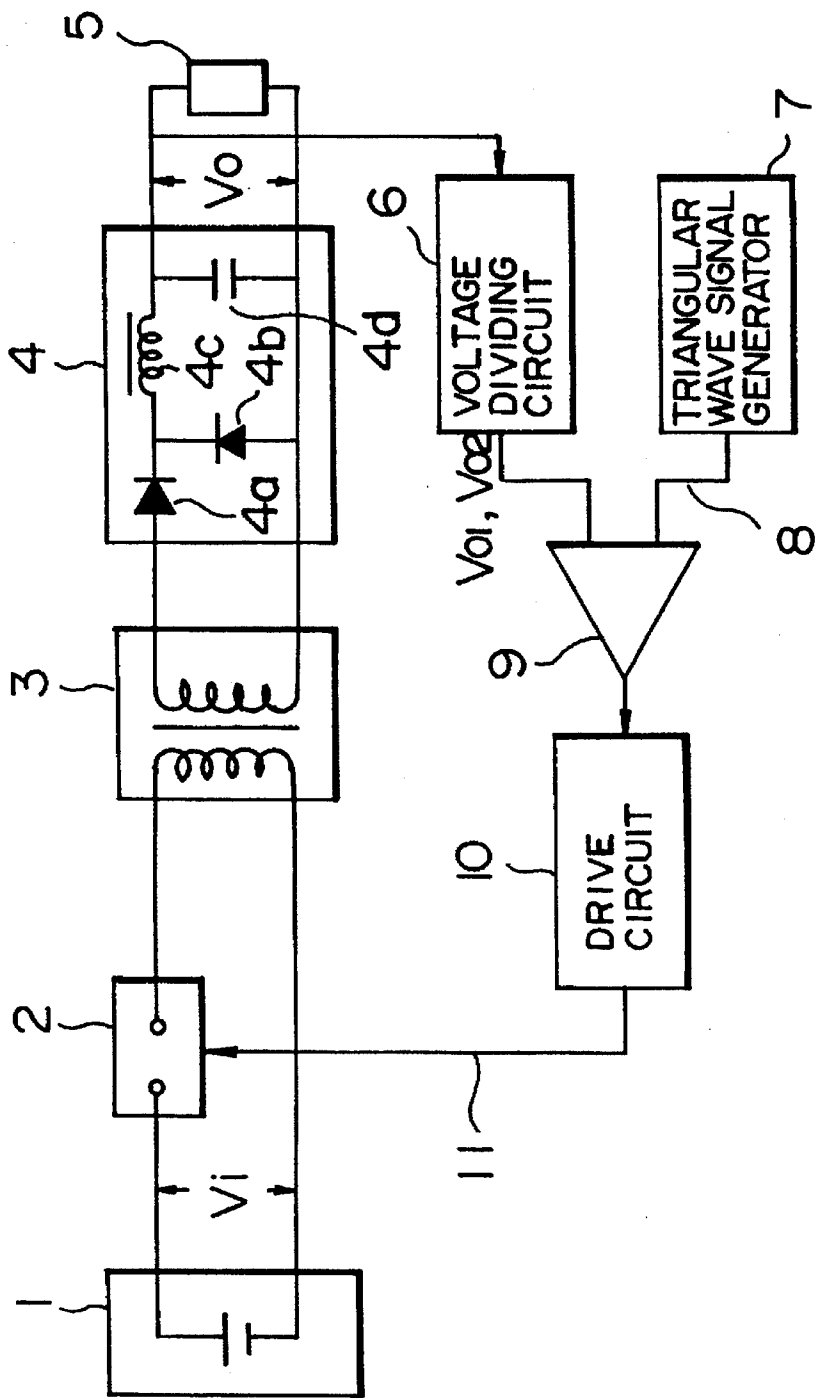 1
2
3
4
5
Vi
Vo
4a
4b
4c
4d
6
VOLTAGE
DIVIDING
CIRCUIT
Vo1, Vo2
7
TRIANGULAR
WAVE SIGNAL
GENERATOR
8
9
10
DRIVE
CIRCUIT
11